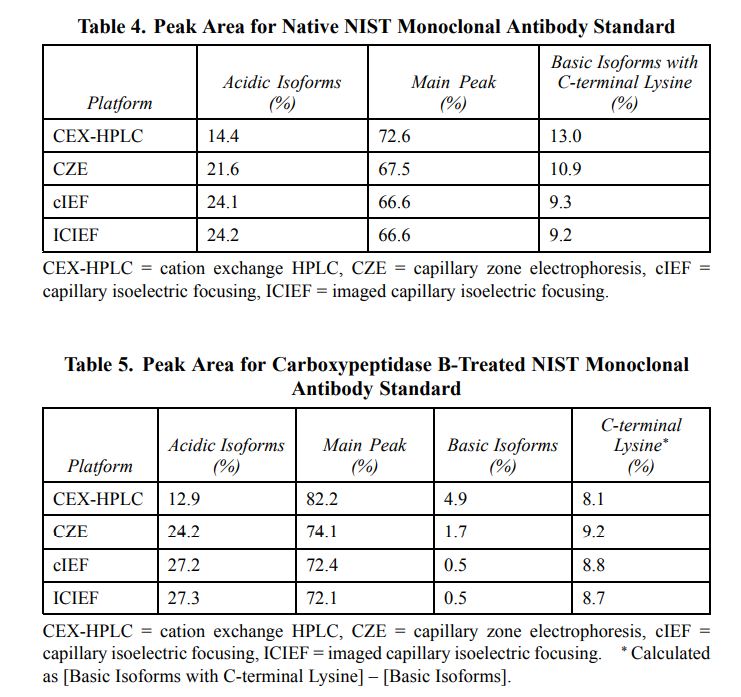 Table 4. Peak Area for Native NIST Monoclonal Antibody Standard
Platform Acidic Isoforms (%) Main Peak (%) Basic Isoforms with C-terminal Lysine (%)
CEX-HPLC 14.4 72.6 13.0
CZE 21.6 67.5 10.9
cIEF 24.1 66.6 9.3
ICIEF 24.2 66.6 9.2
CEX-HPLC = cation exchange HPLC, CZE = capillary zone electrophoresis, cIEF =
capillary isoelectric focusing, ICIEF = imaged capillary isoelectric focusing.
Table 5. Peak Area for Carboxypeptidase B-Treated NIST Monoclonal
Antibody Standard
Platform Acidic Isoforms (%) Main Peak (%) Basic Isoforms (%) C-terminal Lysine* (%)
CEX-HPLC 12.9 82.2 4.9 8.1
CZE 24.2 74.1 1.7 9.2
cIEF 27.2 72.4 0.5 8.8
ICIEF 27.3 72.1 0.5 8.7
CEX-HPLC = cation exchange HPLC, CZE = capillary zone electrophoresis, cIEF =
capillary isoelectric focusing, ICIEF = imaged capillary isoelectric focusing. * Calculated
as [Basic Isoforms with C-terminal Lysine] – [Basic Isoforms].